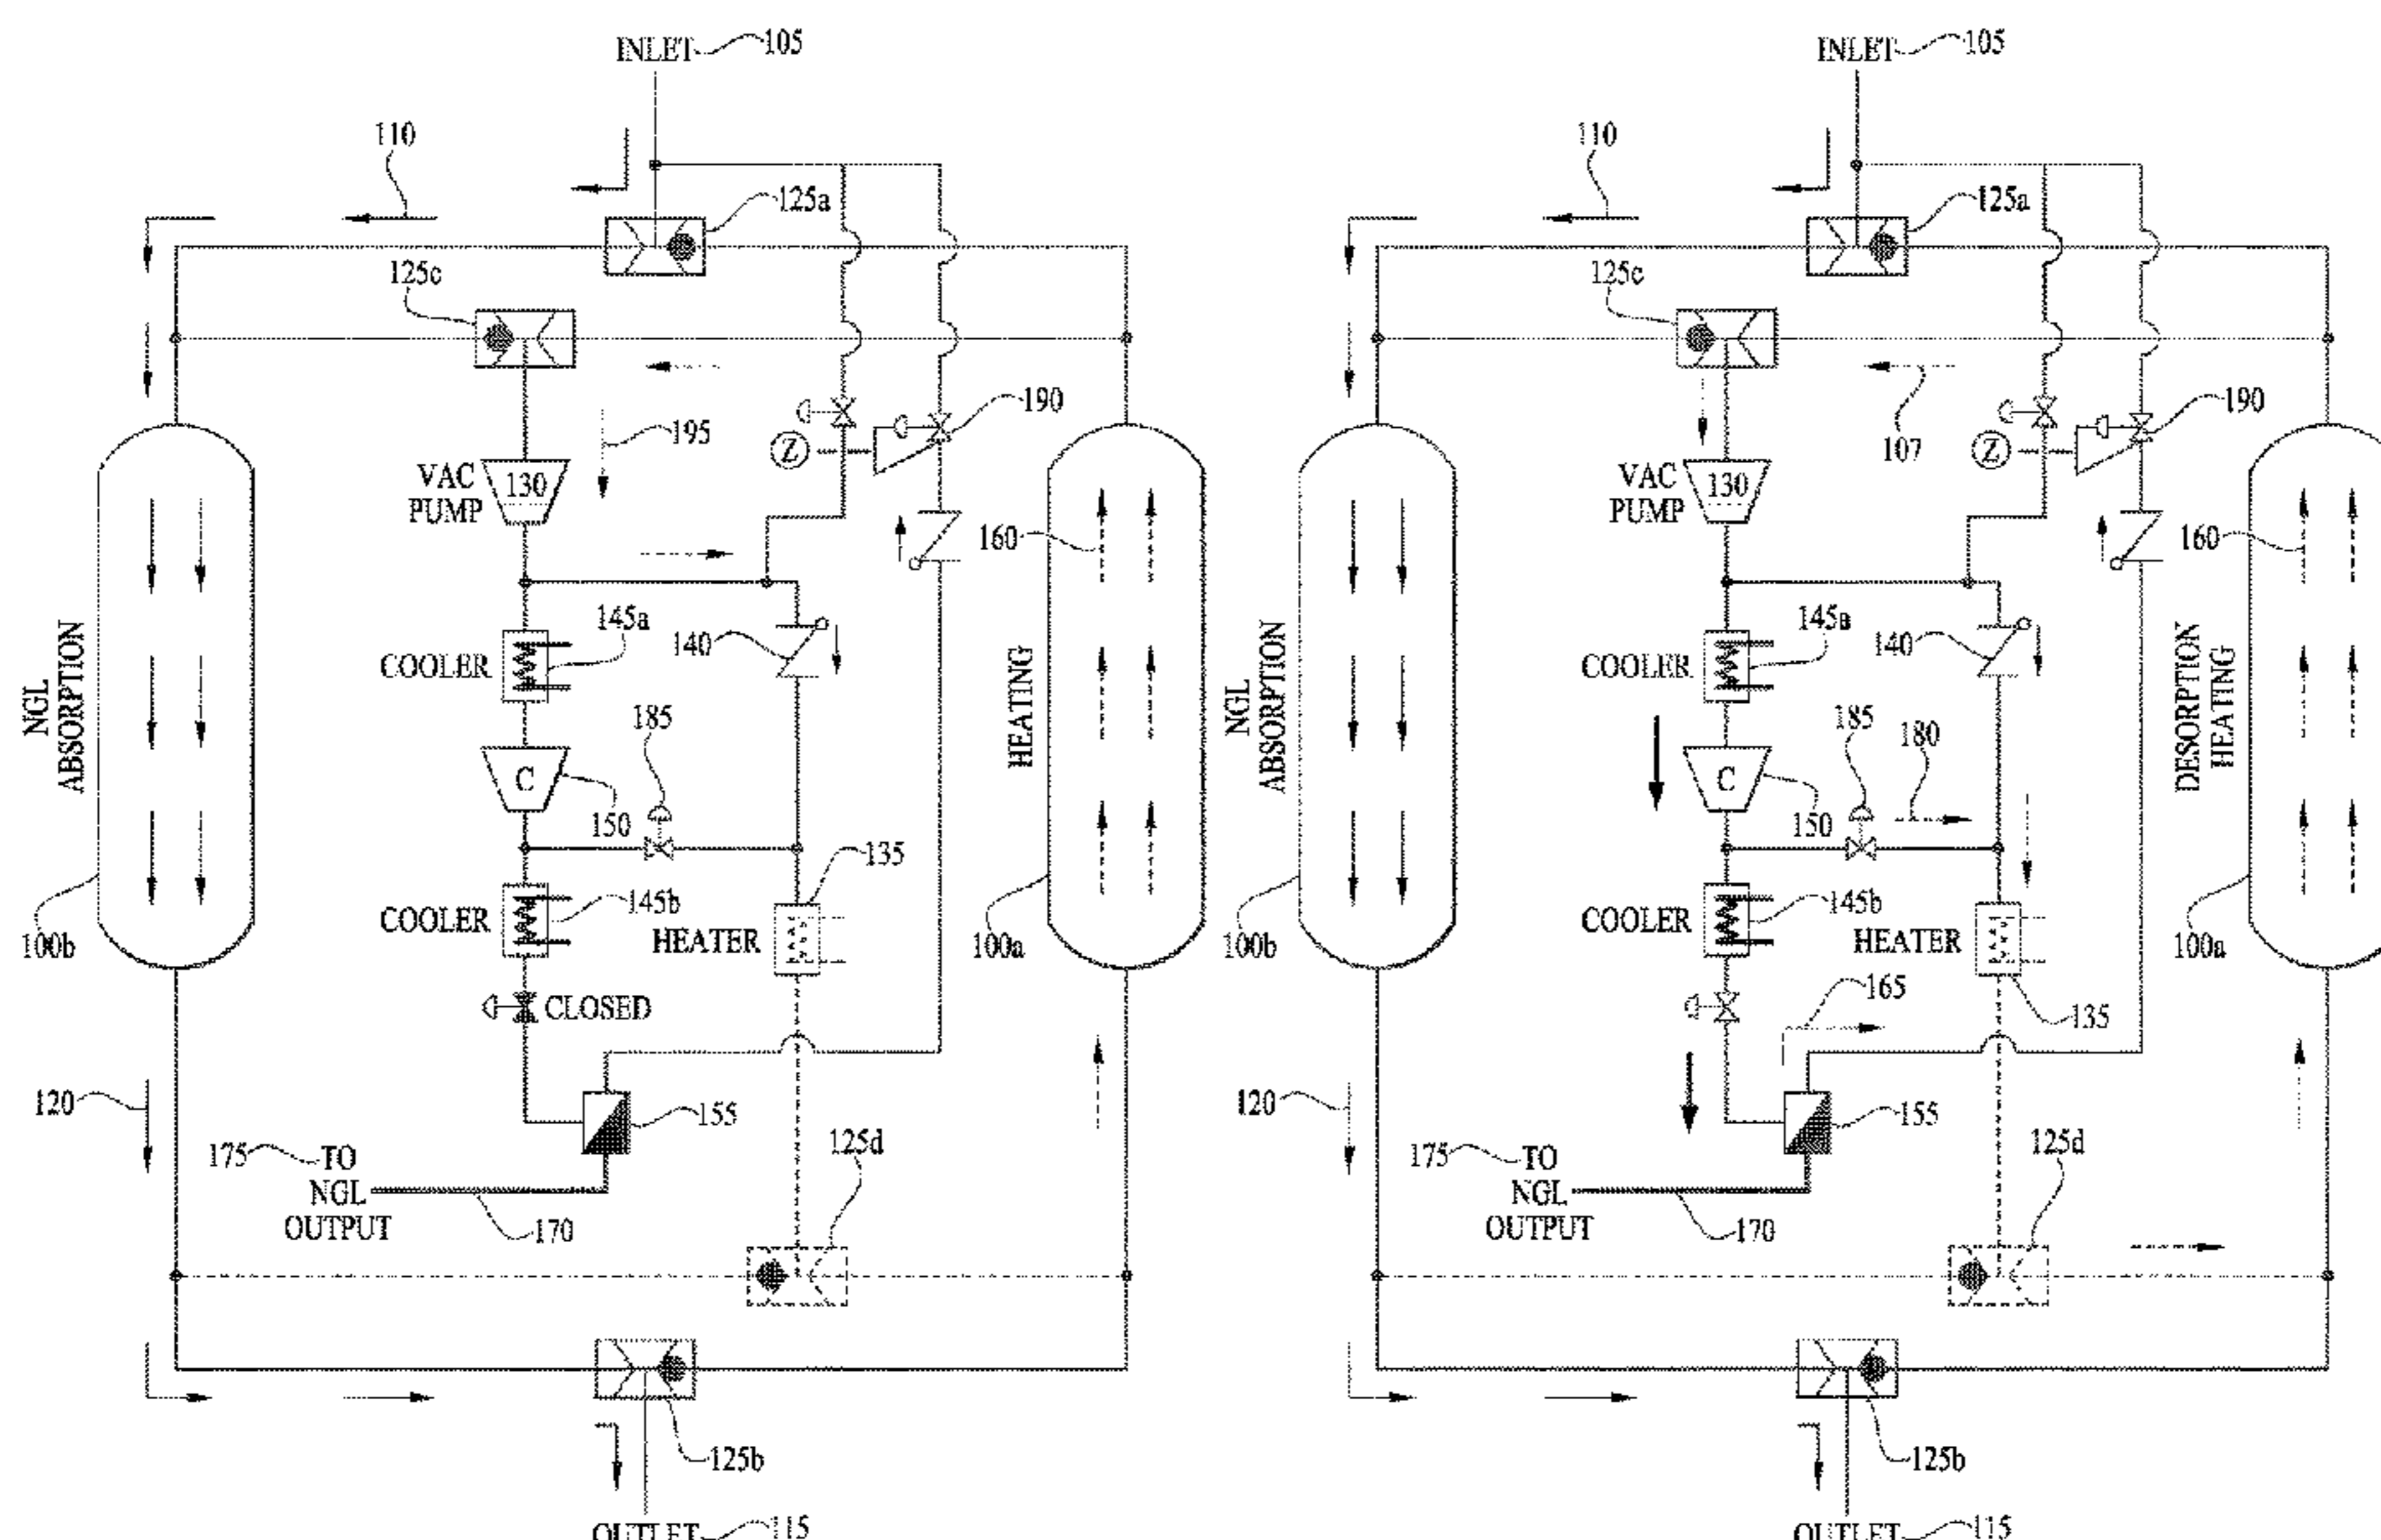 INLET 105
110
125a
125c
195
190
Z
VAC
PUMP
130
160
NGL
ABSORPTION
COOLER
145a
140
HEATING
185
C
150
135
100b
COOLER
145b
HEATER
100a
CLOSED
120
155
125d
175 TO
NGL
OUTPUT
170
125b
OUTLET 115
INLET 105
110
125a
125c
107
190
Z
VAC
PUMP
130
160
NGL
ABSORPTION
COOLER
145a
140
DESORPTION
HEATING
185
180
C
150
100b
COOLER
145b
HEATER
100a
165
135
120
155
125d
175 TO
NGL
OUTPUT
170
125b
OUTLET 115